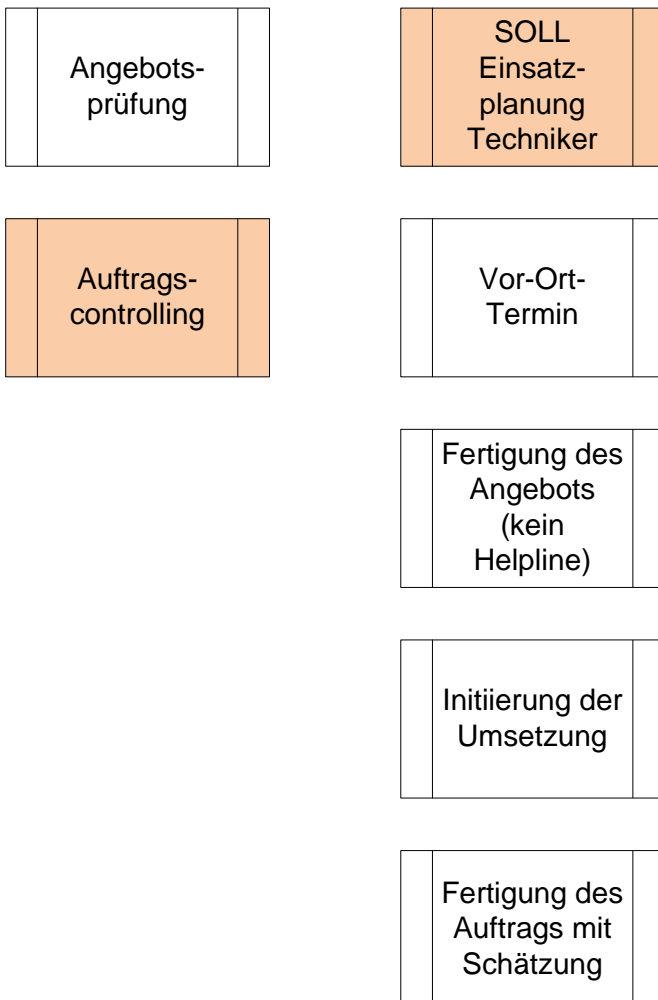 Angebots-
prüfung
Auftrags-
controlling
SOLL
Einsatz-
planung
Techniker
Vor-Ort-
Termin
Fertigung des
Angebots
(kein
Helpline)
Initiierung der
Umsetzung
Fertigung des
Auftrags mit
Schätzung